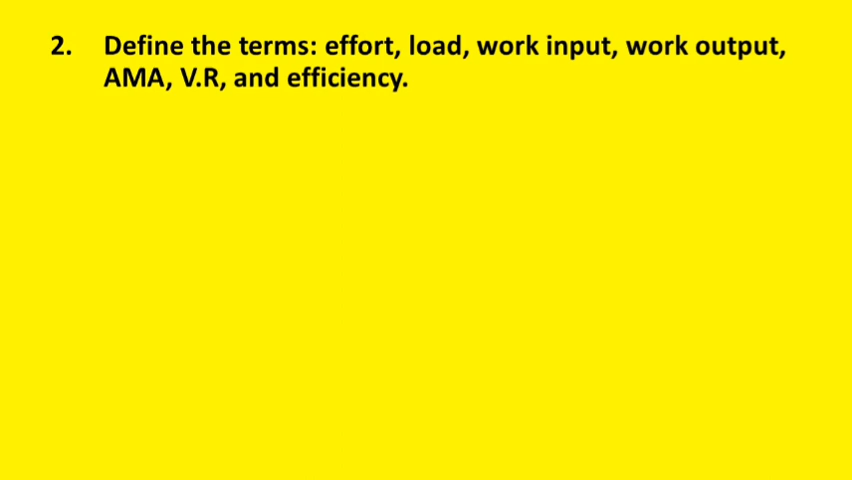 2. Define the terms: effort, load, work input, work output,
AMA, V.R, and efficiency.